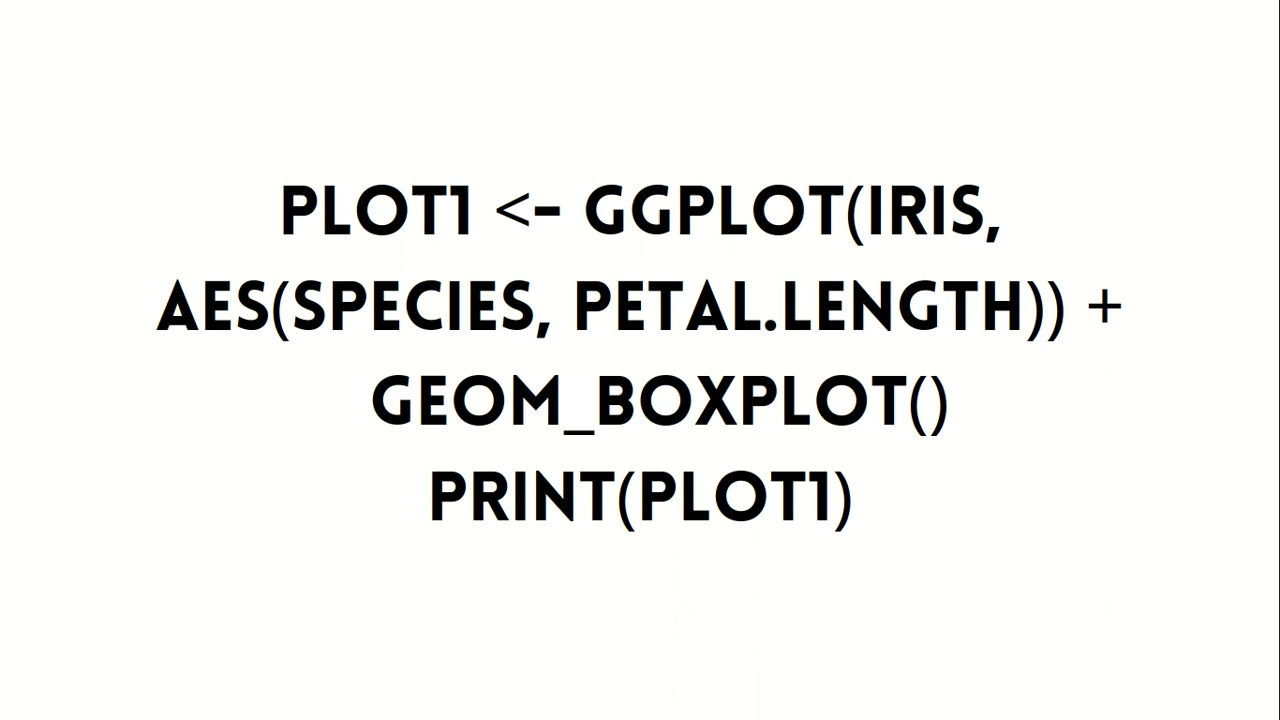 PLOT1 <- GGPLOT(IRIS,
AES(SPECIES, PETAL.LENGTH)) +
GEOM_BOXPLOT()
PRINT(PLOT1)